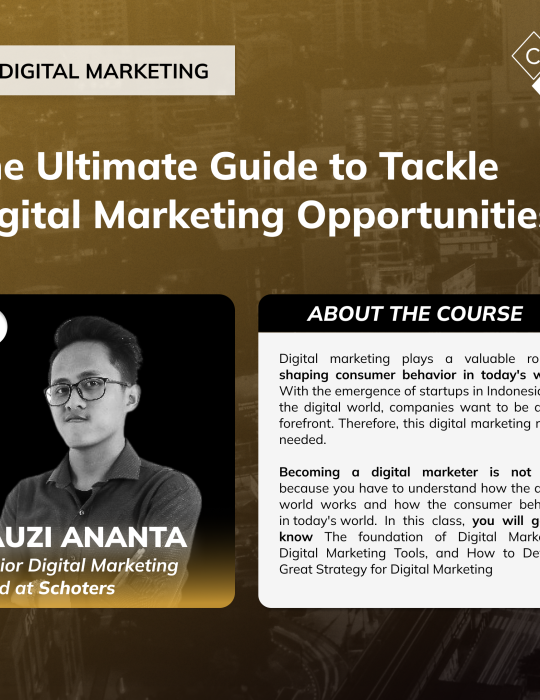 DIGITAL MARKETING
C
e Ultimate Guide to Tackle
gital Marketing Opportunitie
ABOUT THE COURSE
Digital marketing plays a valuable ro
shaping consumer behavior in today's w
With the emergence of startups in Indonesi
the digital world, companies want to be a
forefront. Therefore, this digital marketing
needed.
Becoming a digital marketer is not
because you have to understand how the
world works and how the consumer beh
in today's world. In this class, you will g
know The foundation of Digital Mark
Digital Marketing Tools, and How to De
Great Strategy for Digital Marketing
AUZI ANANTA
ior Digital Marketing
d at Schoters